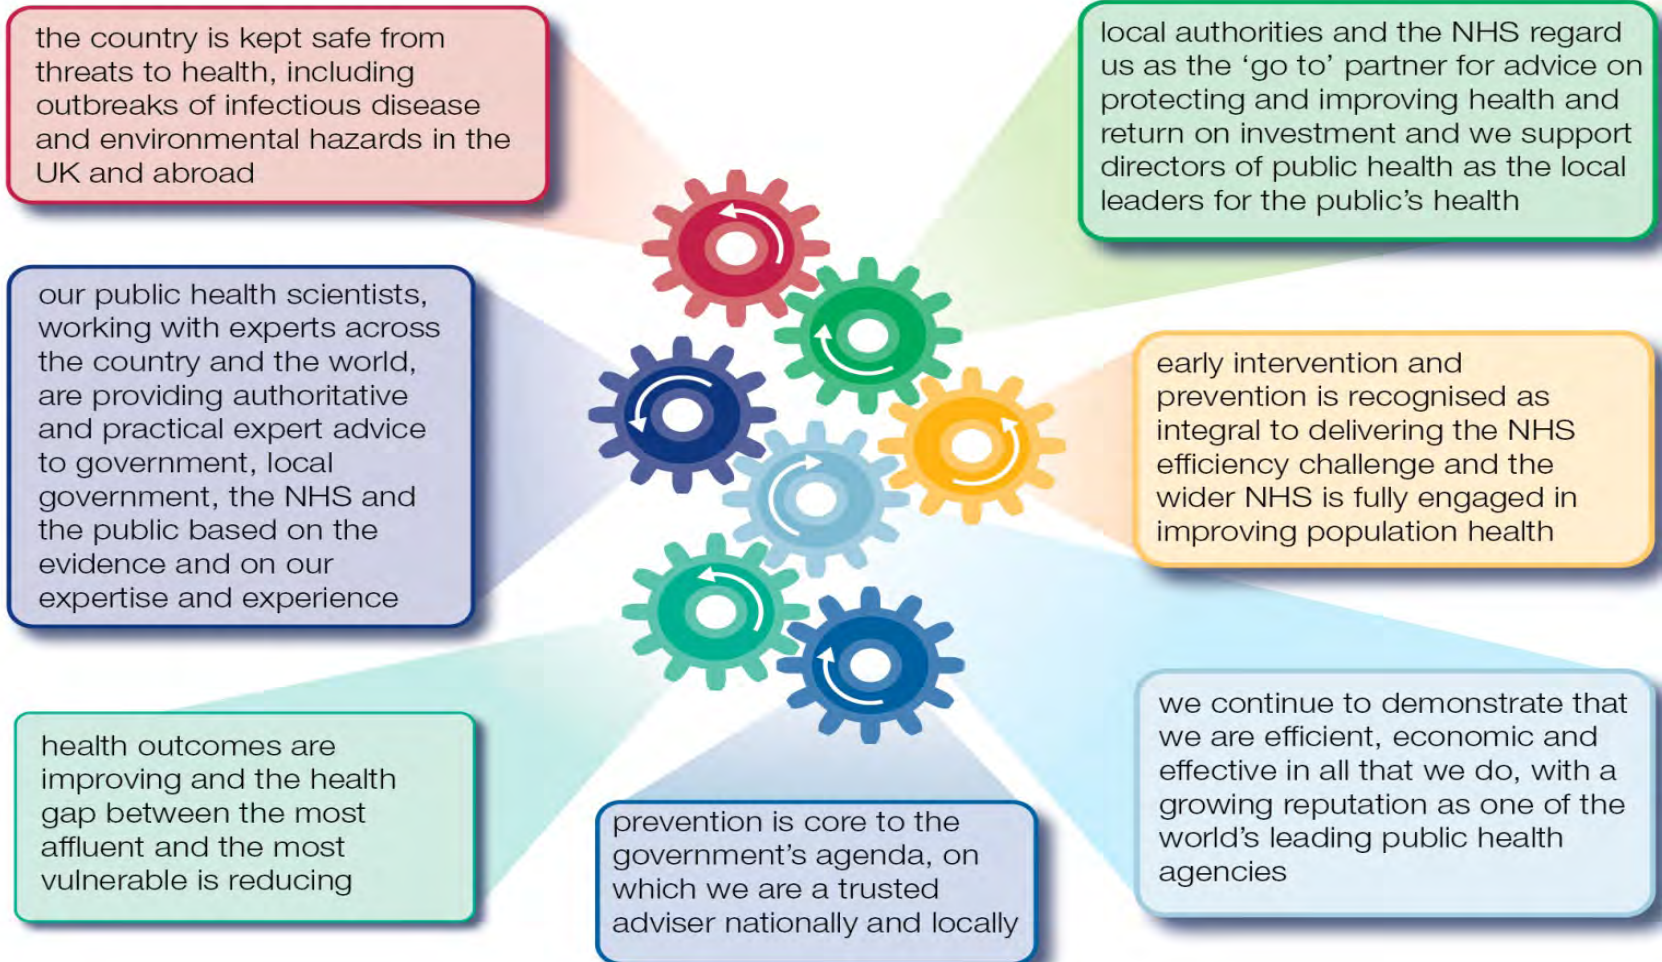 the country is kept safe from
threats to health, including
outbreaks of infectious disease
and environmental hazards in the
UK and abroad
local authorities and the NHS regard
us as the ‘go to’ partner for advice on
protecting and improving health and
return on investment and we support
directors of public health as the local
leaders for the public’s health
our public health scientists,
working with experts across
the country and the world,
are providing authoritative
and practical expert advice
to government, local
government, the NHS and
the public based on the
evidence and on our
expertise and experience
early intervention and
prevention is recognised as
integral to delivering the NHS
efficiency challenge and the
wider NHS is fully engaged in
improving population health
health outcomes are
improving and the health
gap between the most
affluent and the most
vulnerable is reducing
prevention is core to the
government’s agenda, on
which we are a trusted
adviser nationally and locally
we continue to demonstrate that
we are efficient, economic and
effective in all that we do, with a
growing reputation as one of the
world’s leading public health
agencies